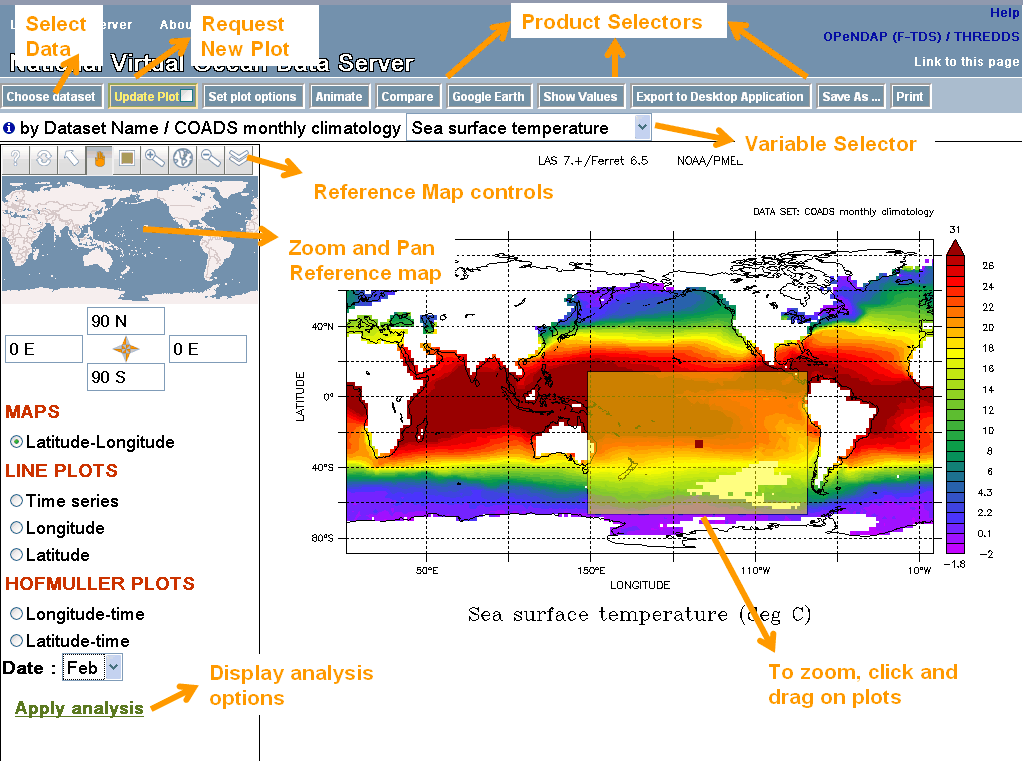 Help
Select
Data
erver
Abou
Request
New Plot
Product Selectors
OPeNDAP (F-TDS) / THREDDS
National Virtual Ocean Data Server
Link to this page
Choose dataset
Update Plot
Set plot options
Animate
Compare
Google Earth
Show Values
Export to Desktop Application
Save As ...
Print
by Dataset Name / COADS monthly climatology
Sea surface temperature
Variable Selector
LAS 7.+/Ferret 6.5
NOAA/PMEL
?
Reference Map controls
DATA SET: COADS monthly climatology
Zoom and Pan
Reference map
90 N
0 E
0 E
90 S
MAPS
Latitude-Longitude
LINE PLOTS
Time series
Longitude
Latitude
HOFMULLER PLOTS
Longitude-time
Latitude-time
Date :
Feb
Apply analysis
Display analysis
options
LATITUDE
40°N
0°
40°S
80°S
50°E
150°E
110°W
10°W
LONGITUDE
Sea surface temperature (deg C)
31
26
24
22
20
18
16
14
12
10
8
6
4.3
2.2
0.1
-2
-1.8
To zoom, click and
drag on plots